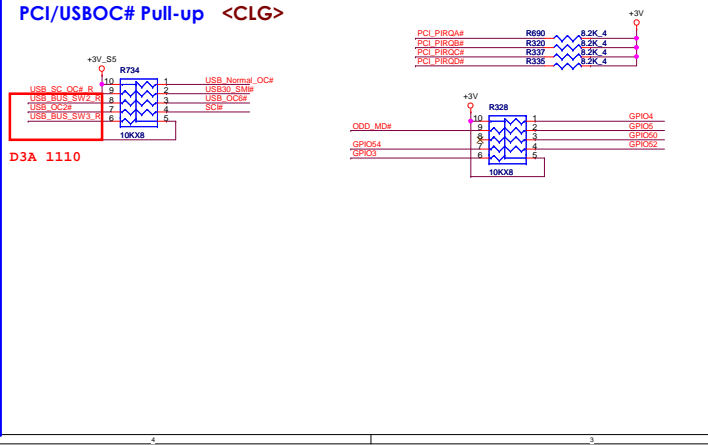 PCI/USBOC# Pull-up <CLG>
+3V_S5
R734
USB_SC_OC#_R 9
USB_BUS_SW2_R 8
USB_OC2# 7
USB_BUS_SW3_R 6
10
1 USB_Normal_OC#
2 USB30_SMI#
3 USB_OC6#
4 SCI#
5
10KX8
D3A 1110
+3V
PCI_PIRQA# R690 8.2K_4
PCI_PIRQB# R320 8.2K_4
PCI_PIRQC# R337 8.2K_4
PCI_PIRQD# R335 8.2K_4
+3V
R328
10
ODD_MD# 9
8
GPIO54 7
GPIO3 6
1 GPIO4
2 GPIO5
3 GPIO50
4 GPIO52
5
10KX8
4
3